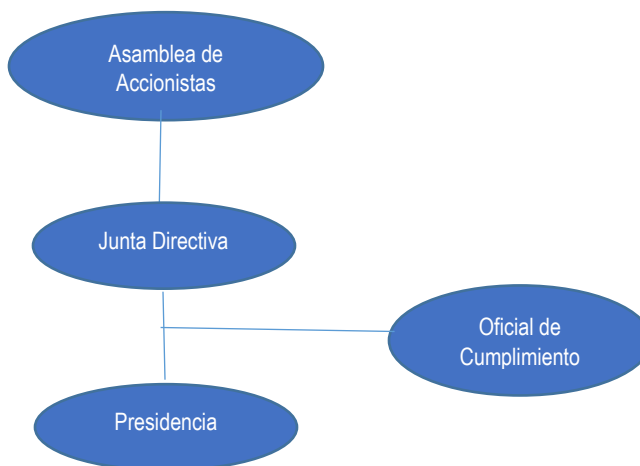 Asamblea de
Accionistas
Junta Directiva
Oficial de
Cumplimiento
Presidencia